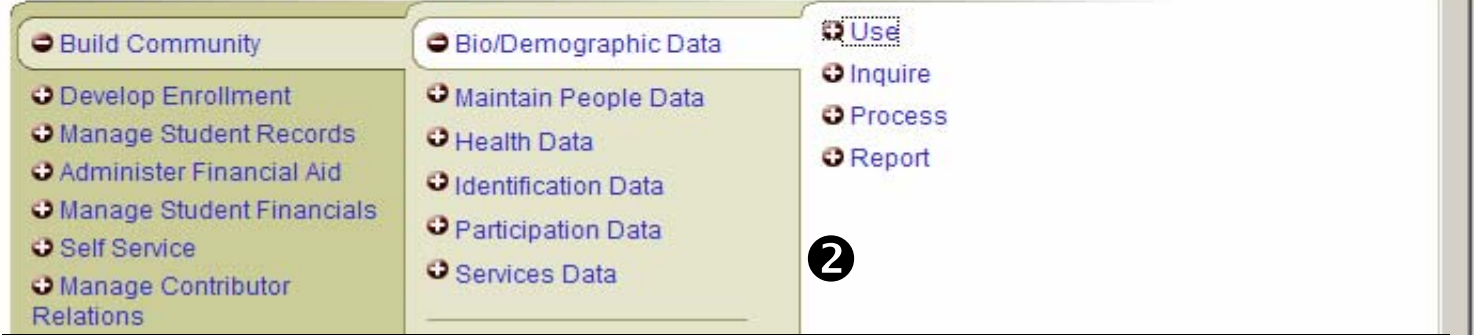 Build Community
Develop Enrollment
Manage Student Records
Administer Financial Aid
Manage Student Financials
Self Service
Manage Contributor
Relations
Bio/Demographic Data
Maintain People Data
Health Data
Identification Data
Participation Data
Services Data
Use
Inquire
Process
Report
2